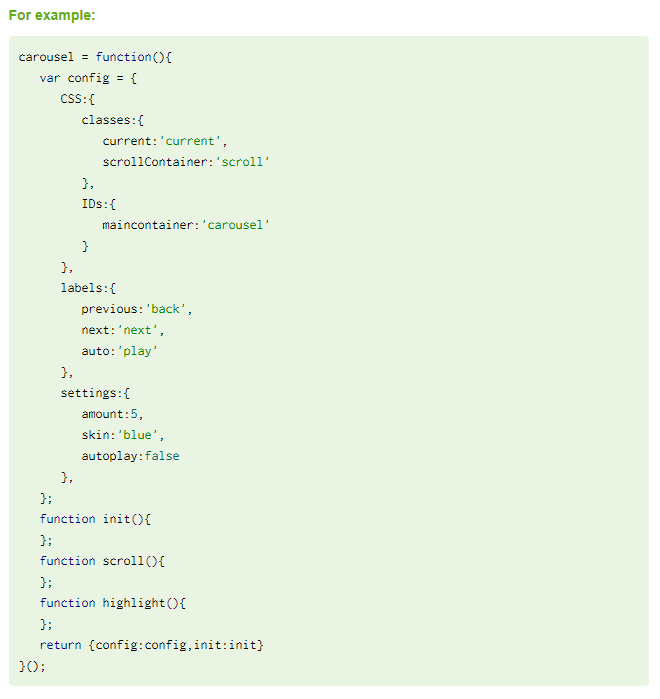 For example:
carousel = function(){
   var config = {
      CSS:{
         classes:{
            current:'current',
            scrollContainer:'scroll'
         },
         IDs:{
            maincontainer:'carousel'
         }
      },
      labels:{
         previous:'back',
         next:'next',
         auto:'play'
      },
      settings:{
         amount:5,
         skin:'blue',
         autoplay:false
      },
   };
   function init(){
   };
   function scroll(){
   };
   function highlight(){
   };
   return {config:config,init:init}
}();